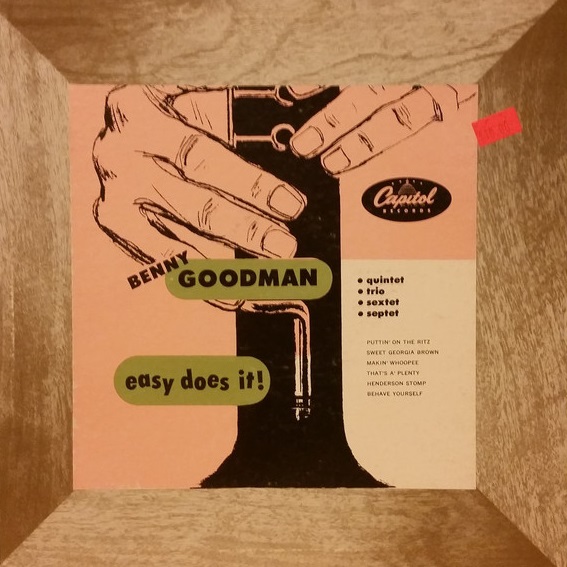 Capitol
RECORDS
BENNY
GOODMAN
• quintet
• trio
• sextet
• septet
PUTTIN' ON THE RITZ
SWEET GEORGIA BROWN
MAKIN' WHOOPEE
THAT'S A' PLENTY
HENDERSON STOMP
BEHAVE YOURSELF
easy does it!